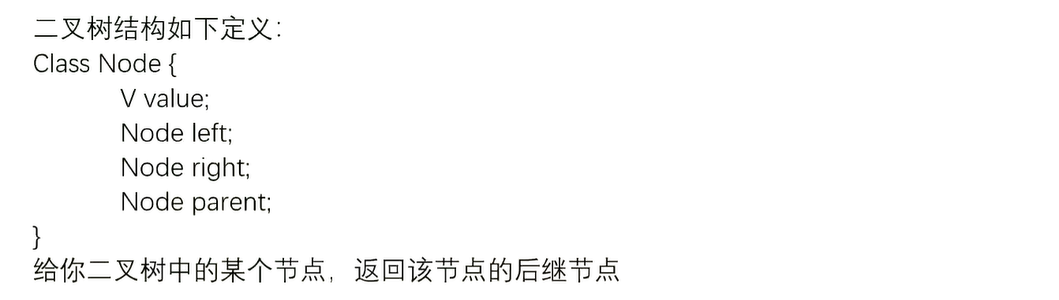 二叉树结构如下定义：
Class Node {
V value;
Node left;
Node right;
Node parent;
}
给你二叉树中的某个节点，返回该节点的后继节点